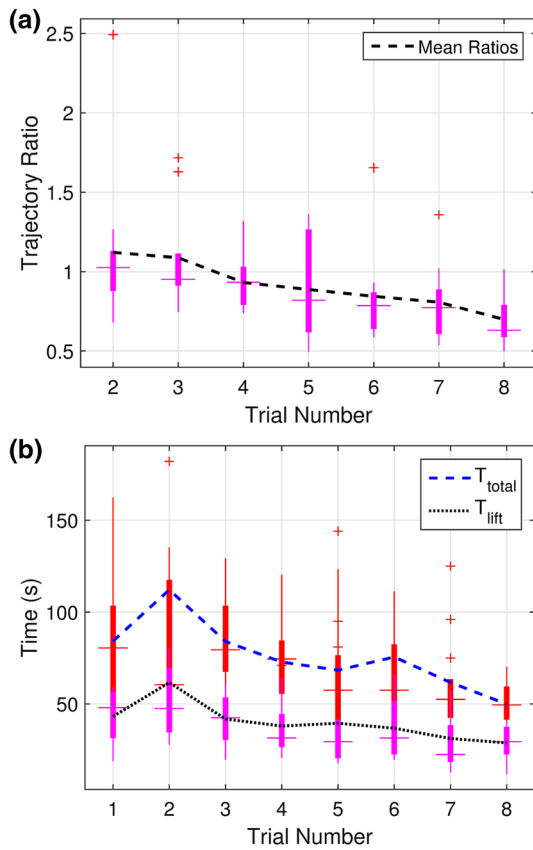 (a)
2.5
2
1.5
1
0.5
Trajectory Ratio
Mean Ratios
2 3 4 5 6 7 8
Trial Number
(b)
150
100
50
Time (s)
T_total
T_lift
1 2 3 4 5 6 7 8
Trial Number